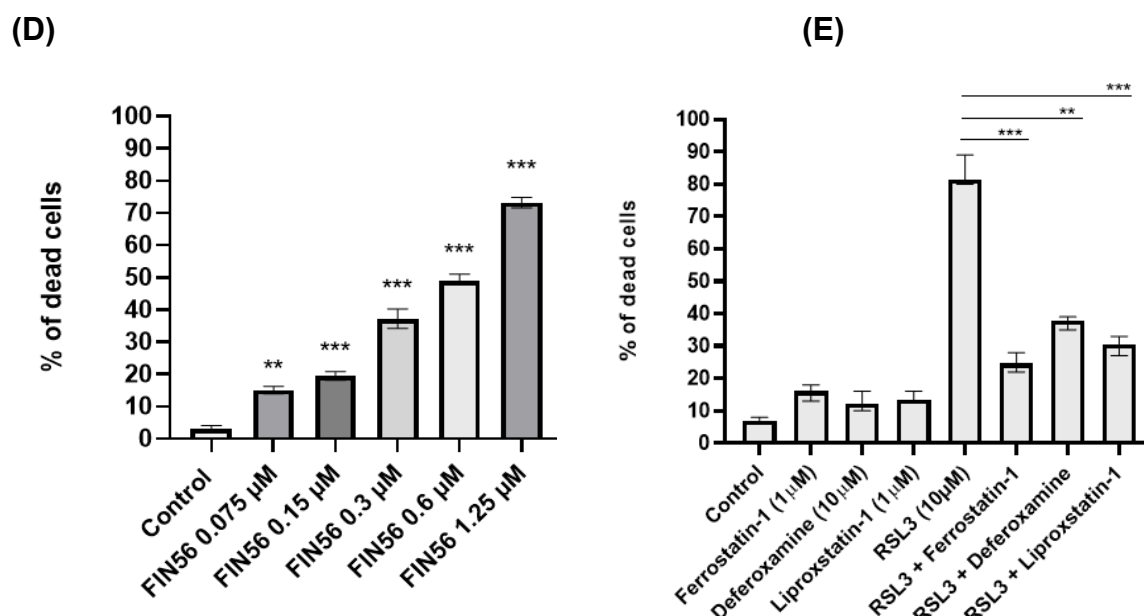 (D)
% of dead cells
100
90
80
70
60
50
40
30
20
10
0
**
***
***
***
***
Control
FIN56 0.075 µM
FIN56 0.15 µM
FIN56 0.3 µM
FIN56 0.6 µM
FIN56 1.25 µM
(E)
% of dead cells
100
90
80
70
60
50
40
30
20
10
0
***
**
***
Control
Ferrostatin-1 (1µM)
Deferoxamine (10µM)
Liproxstatin-1 (1 µM)
RSL3 (10µM)
RSL3 + Ferrostatin-1
RSL3 + Deferoxamine
RSL3 + Liproxstatin-1